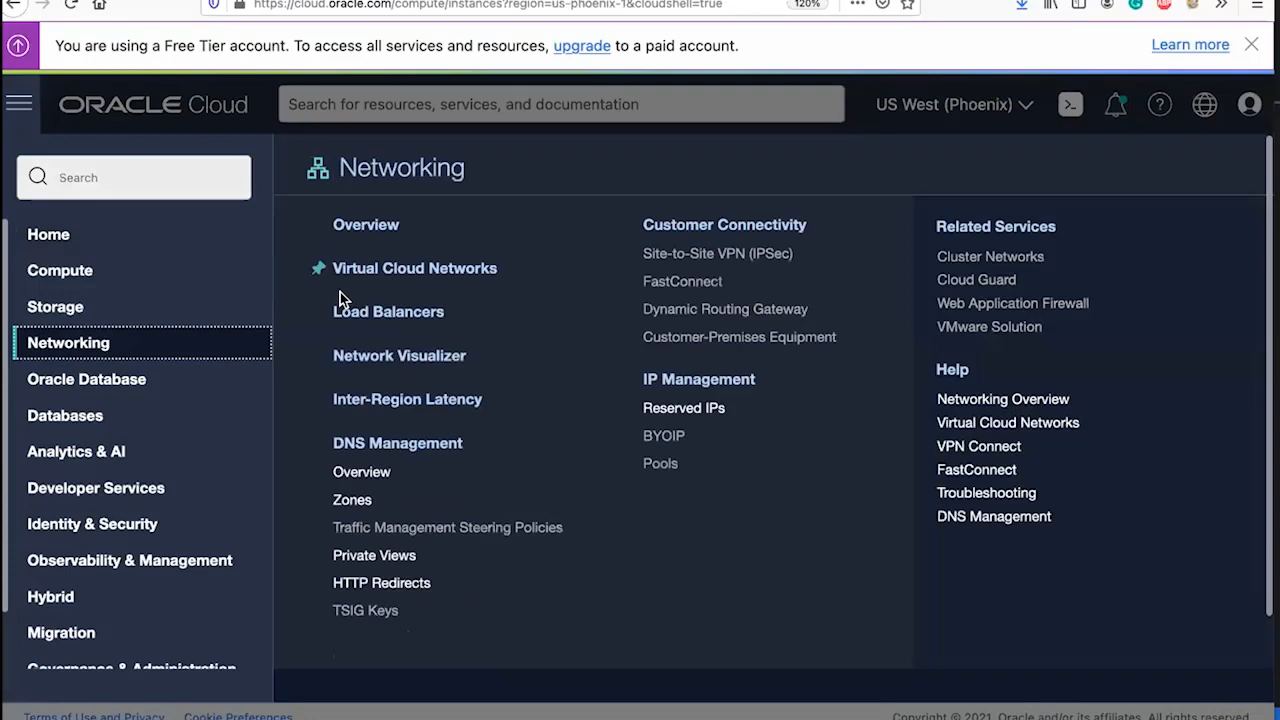 https://cloud.oracle.com/compute/instances?region=us-phoenix-1&cloudshell=true
120%
You are using a Free Tier account. To access all services and resources, upgrade to a paid account.
Learn more
ORACLE Cloud
Search for resources, services, and documentation
US West (Phoenix)
Search
Home
Compute
Storage
Networking
Oracle Database
Databases
Analytics & AI
Developer Services
Identity & Security
Observability & Management
Hybrid
Migration
Governance & Administration
Networking
Overview
Virtual Cloud Networks
Load Balancers
Network Visualizer
Inter-Region Latency
DNS Management
Overview
Zones
Traffic Management Steering Policies
Private Views
HTTP Redirects
TSIG Keys
Customer Connectivity
Site-to-Site VPN (IPSec)
FastConnect
Dynamic Routing Gateway
Customer-Premises Equipment
IP Management
Reserved IPs
BYOIP
Pools
Related Services
Cluster Networks
Cloud Guard
Web Application Firewall
VMware Solution
Help
Networking Overview
Virtual Cloud Networks
VPN Connect
FastConnect
Troubleshooting
DNS Management
Terms of Use and Privacy
Cookie Preferences
Copyright © 2021, Oracle and/or its affiliates. All rights reserved.